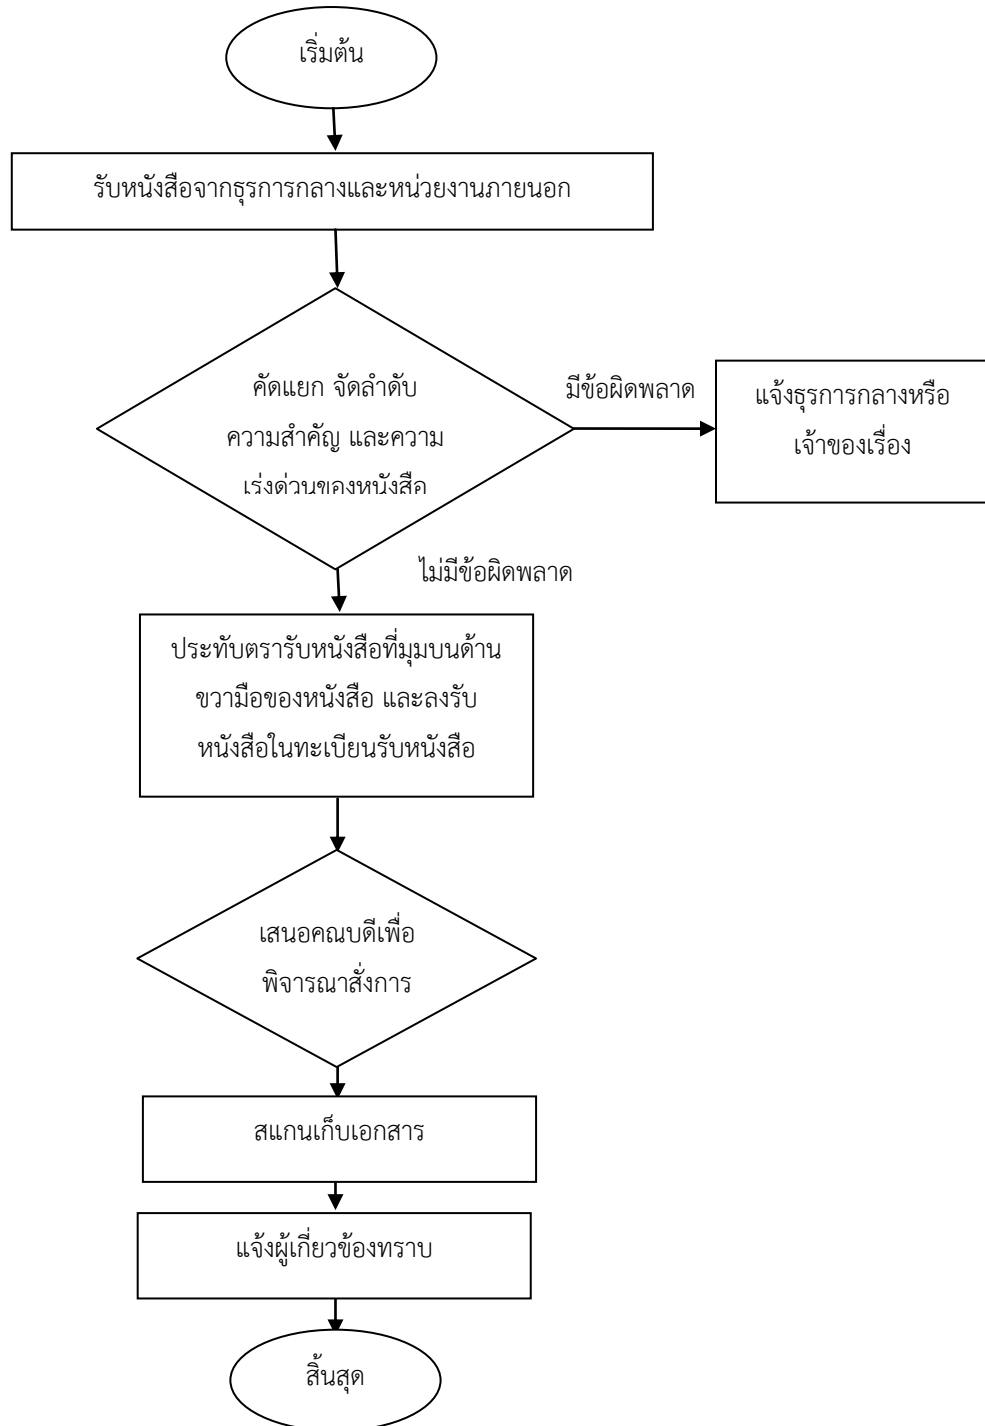 เริ่มต้น
รับหนังสือจากธุรการกลางและหน่วยงานภายนอก
คัดแยก จัดลำดับ
ความสำคัญ และความ
เร่งด่วนของหนังสือ
มีข้อผิดพลาด
แจ้งธุรการกลางหรือ
เจ้าของเรื่อง
ไม่มีข้อผิดพลาด
ประทับตรารับหนังสือที่มุมบนด้าน
ขวามือของหนังสือ และลงรับ
หนังสือในทะเบียนรับหนังสือ
เสนอคณบดีเพื่อ
พิจารณาสั่งการ
สแกนเก็บเอกสาร
แจ้งผู้เกี่ยวข้องทราบ
สิ้นสุด